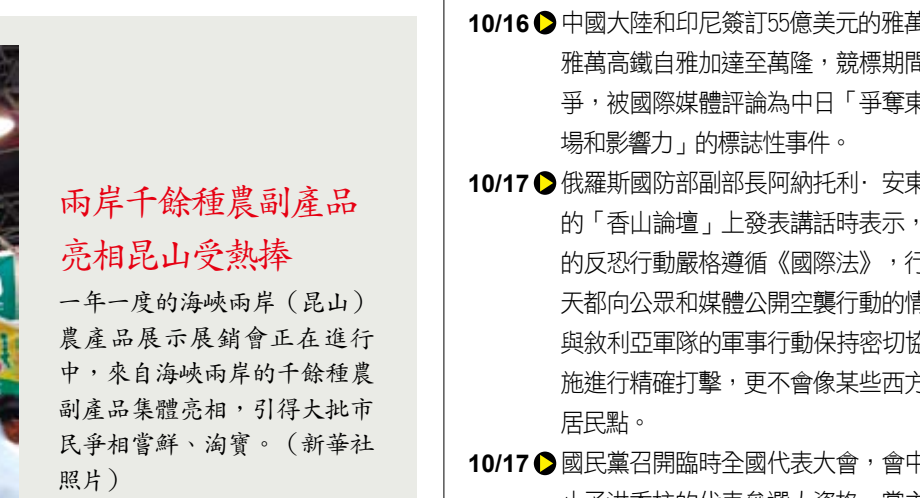 兩岸千餘種農副產品
亮相昆山受熱捧
一年一度的海峽兩岸（昆山）
農產品展示展銷會正在進行
中，來自海峽兩岸的千餘種農
副產品集體亮相，引得大批市
民爭相嘗鮮、淘寶。（新華社
照片）
10/16 中國大陸和印尼簽訂55億美元的雅萬
雅萬高鐵自雅加達至萬隆，競標期間
爭，被國際媒體評論為中日「爭奪東
場和影響力」的標誌性事件。
10/17 俄羅斯國防部副部長阿納托利·安東
的「香山論壇」上發表講話時表示，
的反恐行動嚴格遵循《國際法》，行
天都向公眾和媒體公開空襲行動的情
與敘利亞軍隊的軍事行動保持密切協
施進行精確打擊，更不會像某些西方
居民點。
10/17 國民黨召開臨時全國代表大會，會中